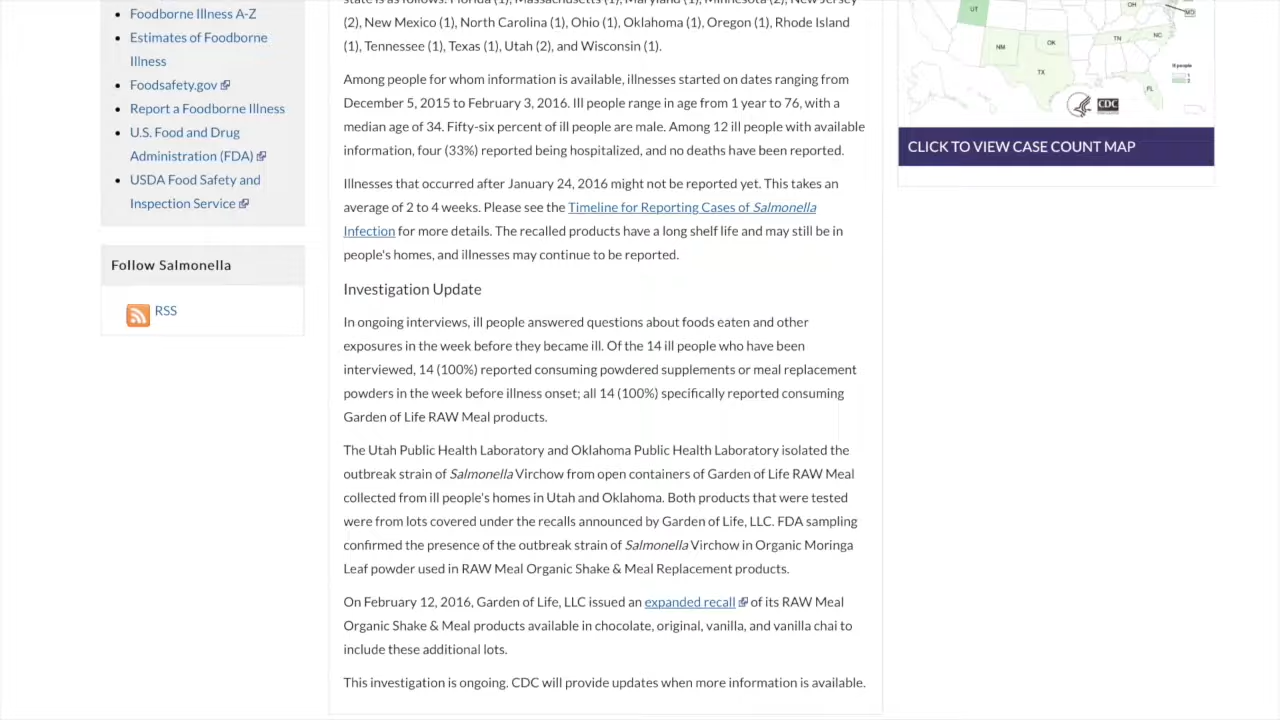 Foodborne Illness A-Z
Estimates of Foodborne
Illness
Foodsafety.gov
Report a Foodborne Illness
U.S. Food and Drug
Administration (FDA)
USDA Food Safety and
Inspection Service
Follow Salmonella
RSS
state is as follows: Florida (1), Massachusetts (1), Maryland (1), Minnesota (2), New Jersey
(2), New Mexico (1), North Carolina (1), Ohio (1), Oklahoma (1), Oregon (1), Rhode Island
(1), Tennessee (1), Texas (1), Utah (2), and Wisconsin (1).
Among people for whom information is available, illnesses started on dates ranging from
December 5, 2015 to February 3, 2016. Ill people range in age from 1 year to 76, with a
median age of 34. Fifty-six percent of ill people are male. Among 12 ill people with available
information, four (33%) reported being hospitalized, and no deaths have been reported.
Illnesses that occurred after January 24, 2016 might not be reported yet. This takes an
average of 2 to 4 weeks. Please see the Timeline for Reporting Cases of Salmonella
Infection for more details. The recalled products have a long shelf life and may still be in
people's homes, and illnesses may continue to be reported.
Investigation Update
In ongoing interviews, ill people answered questions about foods eaten and other
exposures in the week before they became ill. Of the 14 ill people who have been
interviewed, 14 (100%) reported consuming powdered supplements or meal replacement
powders in the week before illness onset; all 14 (100%) specifically reported consuming
Garden of Life RAW Meal products.
The Utah Public Health Laboratory and Oklahoma Public Health Laboratory isolated the
outbreak strain of Salmonella Virchow from open containers of Garden of Life RAW Meal
collected from ill people's homes in Utah and Oklahoma. Both products that were tested
were from lots covered under the recalls announced by Garden of Life, LLC. FDA sampling
confirmed the presence of the outbreak strain of Salmonella Virchow in Organic Moringa
Leaf powder used in RAW Meal Organic Shake & Meal Replacement products.
On February 12, 2016, Garden of Life, LLC issued an expanded recall of its RAW Meal
Organic Shake & Meal products available in chocolate, original, vanilla, and vanilla chai to
include these additional lots.
This investigation is ongoing. CDC will provide updates when more information is available.
UT
OH
MD
NM
OK
TN
NC
TX
FL
Ill people
1
2
CDC
CLICK TO VIEW CASE COUNT MAP